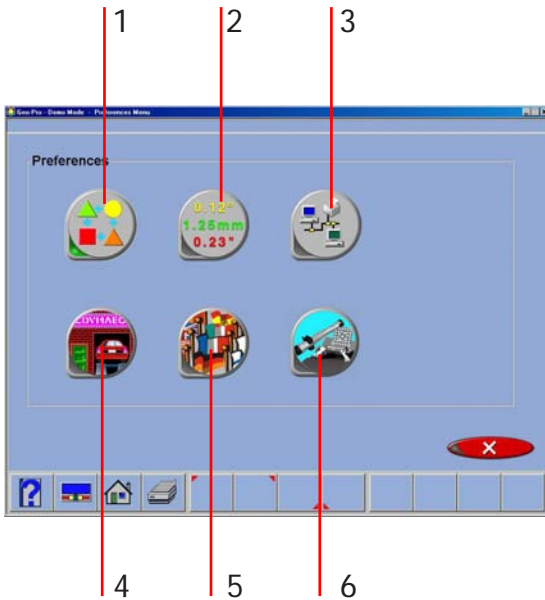 1 2 3
Geo-Pro - Demo Mode - Preferences Menu
Preferences
0.12°
1.25mm
0.23"
4 5 6